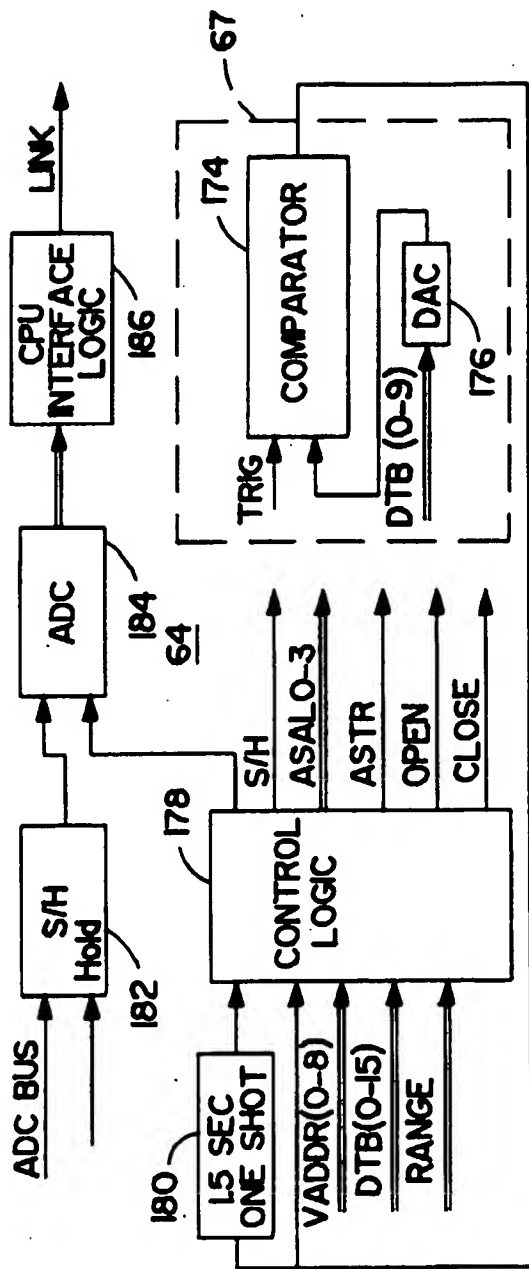 ADC BUS
S/H
Hold
182
ADC
184
64
CPU
INTERFACE
LOGIC
186
LINK
180
1.5 SEC
ONE SHOT
VADDR(0-8)
DTB(0-15)
RANGE
178
CONTROL
LOGIC
S/H
ASALO-3
ASTR
OPEN
CLOSE
67
174
COMPARATOR
TRIG
DTB (0-9)
DAC
176